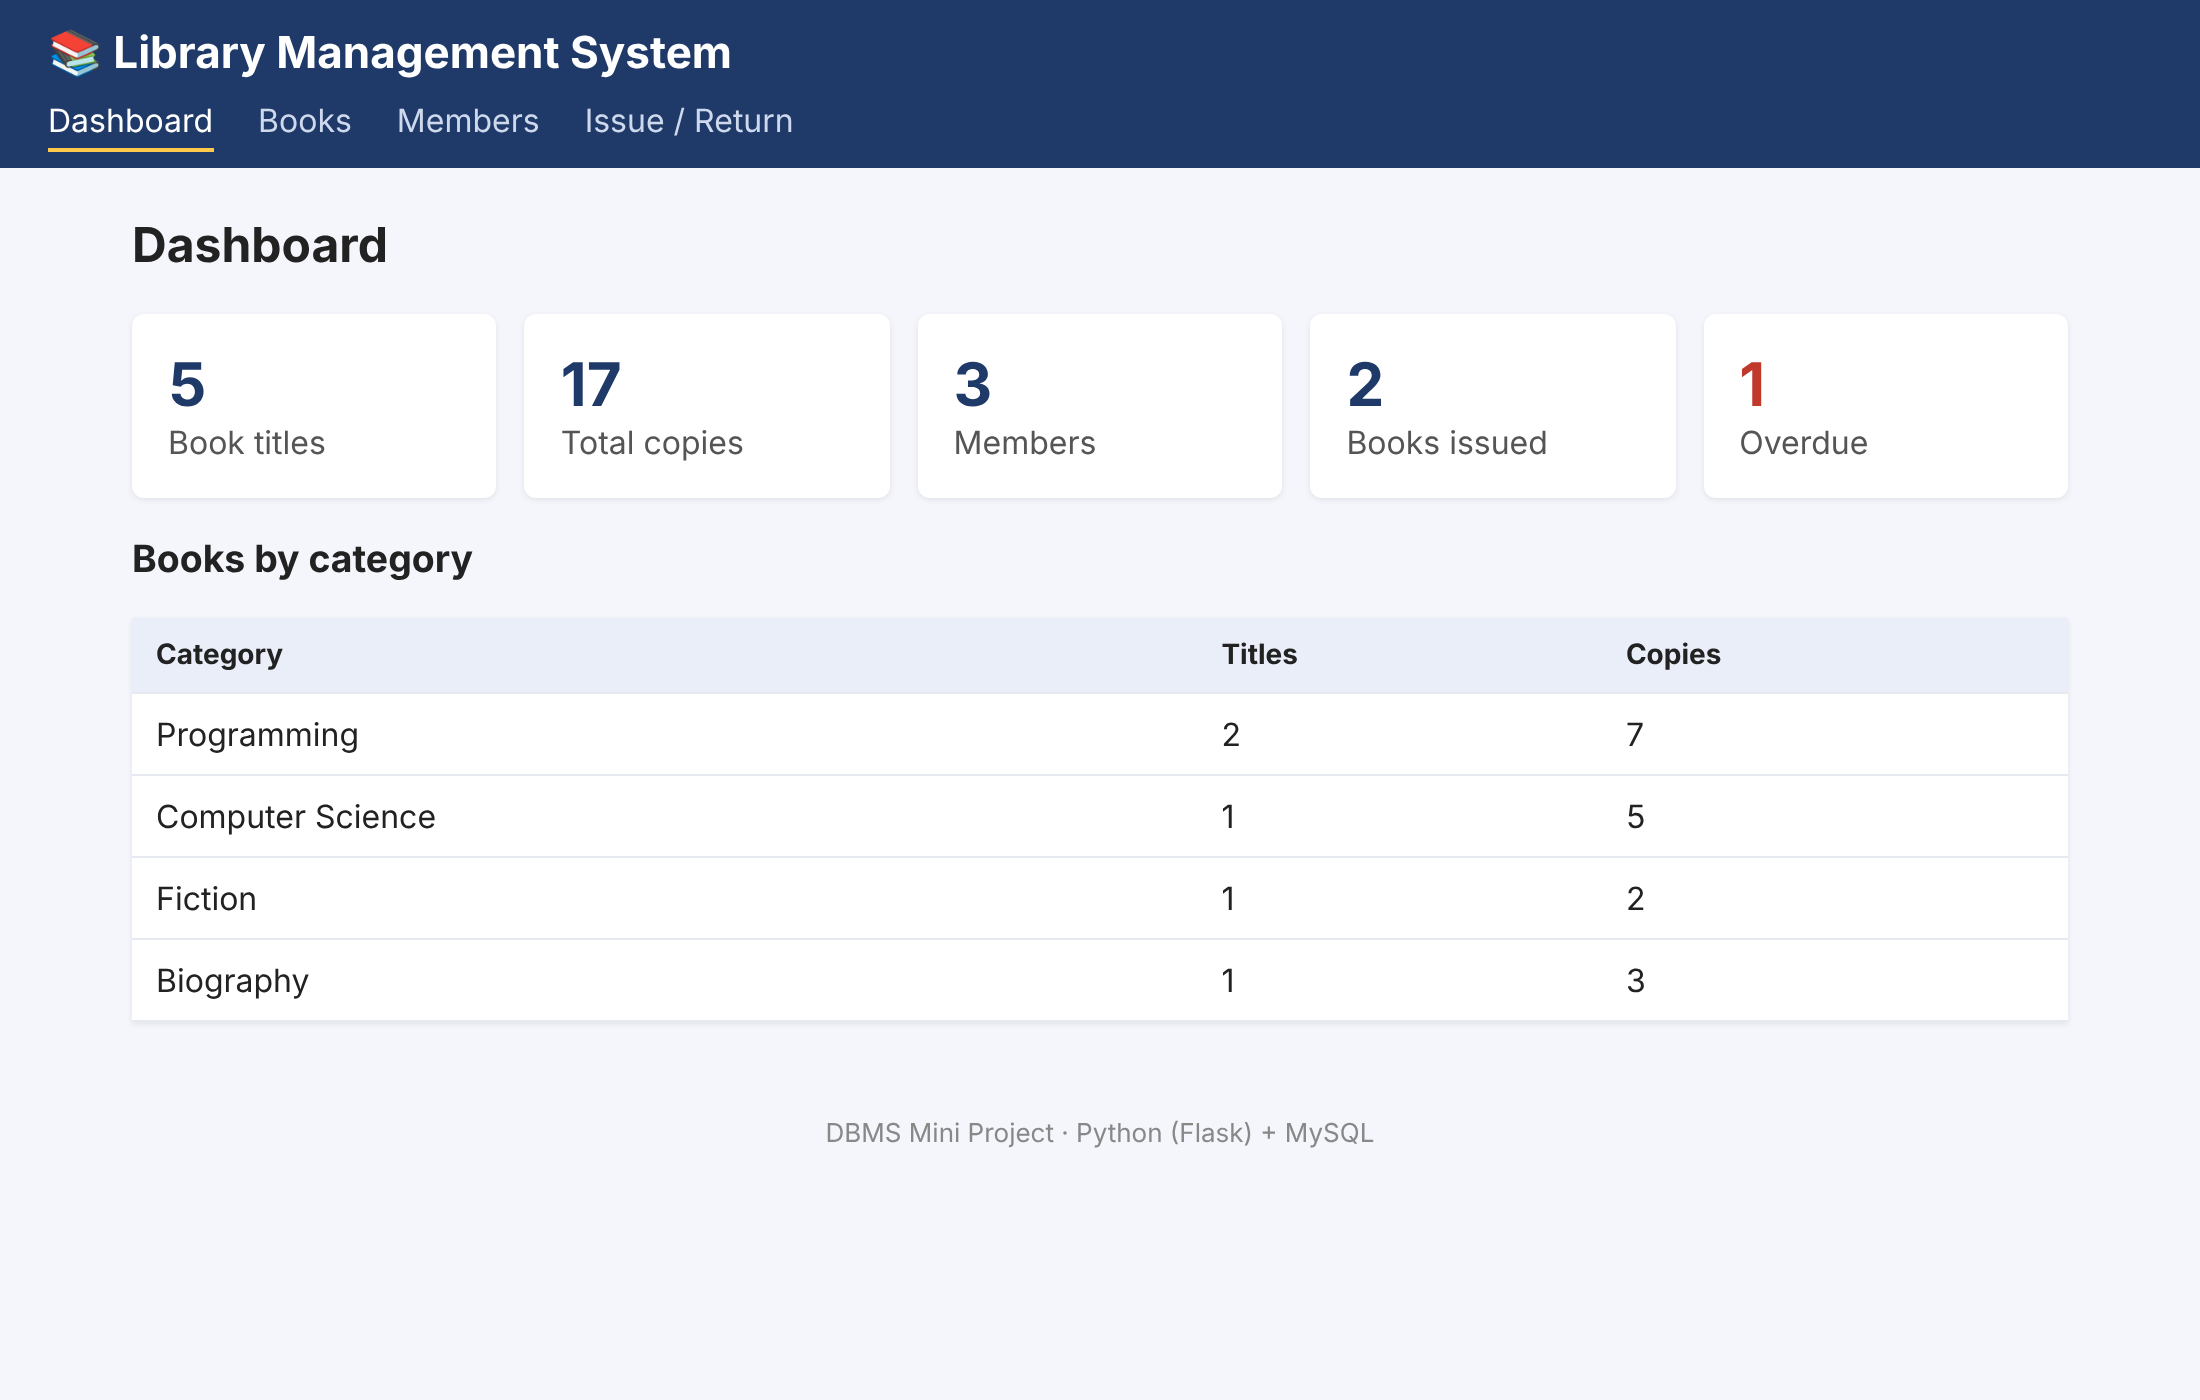 📚 Library Management System
Dashboard Books Members Issue / Return
Dashboard
5 17 3 2 1
Book titles Total copies Members Books issued Overdue
Books by category
Category Titles Copies
Programming 2 7
Computer Science 1 5
Fiction 1 2
Biography 1 3
DBMS Mini Project · Python (Flask) + MySQL